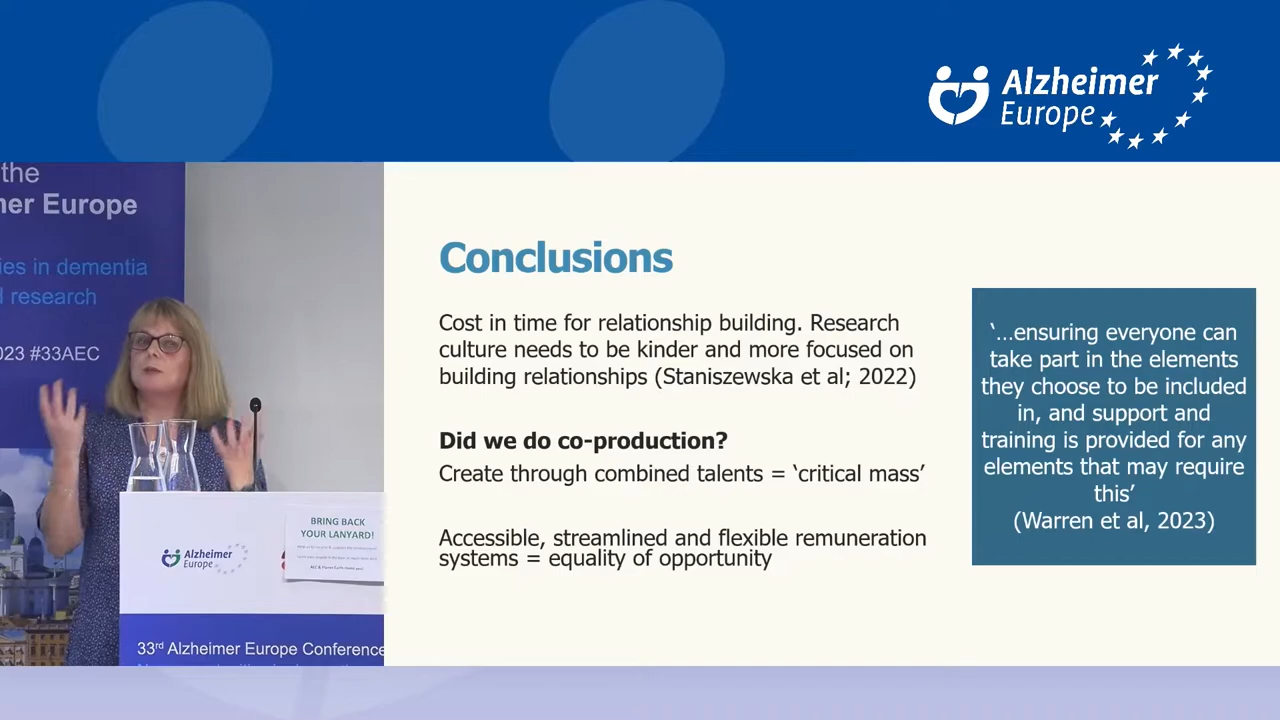 Alzheimer
Europe
the
mer Europe
ies in dementia
d research
023 #33AEC
BRING BACK
YOUR LANYARD!
Alzheimer
Europe
33rd Alzheimer Europe Conference
Conclusions
Cost in time for relationship building. Research
culture needs to be kinder and more focused on
building relationships (Staniszewska et al; 2022)
Did we do co-production?
Create through combined talents = ‘critical mass’
Accessible, streamlined and flexible remuneration
systems = equality of opportunity
‘…ensuring everyone can
take part in the elements
they choose to be included
in, and support and
training is provided for any
elements that may require
this’
(Warren et al, 2023)